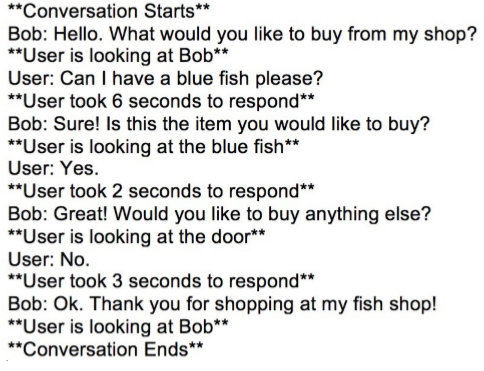 **Conversation Starts**
Bob: Hello. What would you like to buy from my shop?
**User is looking at Bob**
User: Can I have a blue fish please?
**User took 6 seconds to respond**
Bob: Sure! Is this the item you would like to buy?
**User is looking at the blue fish**
User: Yes.
**User took 2 seconds to respond**
Bob: Great! Would you like to buy anything else?
**User is looking at the door**
User: No.
**User took 3 seconds to respond**
Bob: Ok. Thank you for shopping at my fish shop!
**User is looking at Bob**
**Conversation Ends**